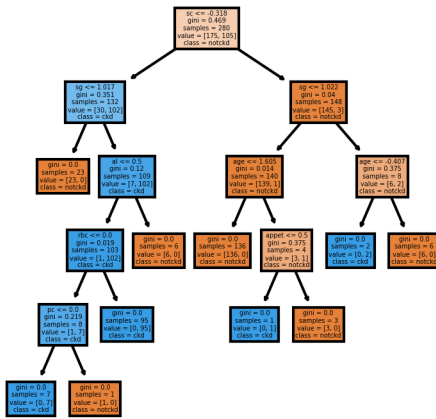 sc <= -0.318
gini = 0.469
samples = 280
value = [175, 105]
class = notckd
sg <= 1.017
gini = 0.351
samples = 132
value = [30, 102]
class = ckd
sg <= 1.022
gini = 0.04
samples = 148
value = [145, 3]
class = notckd
gini = 0.0
samples = 23
value = [23, 0]
class = notckd
al <= 0.5
gini = 0.12
samples = 109
value = [7, 102]
class = ckd
age <= 1.605
gini = 0.014
samples = 140
value = [139, 1]
class = notckd
age <= -0.407
gini = 0.375
samples = 8
value = [6, 2]
class = notckd
rbc <= 0.0
gini = 0.019
samples = 103
value = [1, 102]
class = ckd
gini = 0.0
samples = 6
value = [6, 0]
class = notckd
gini = 0.0
samples = 136
value = [136, 0]
class = notckd
appet <= 0.5
gini = 0.375
samples = 4
value = [3, 1]
class = notckd
gini = 0.0
samples = 2
value = [0, 2]
class = ckd
gini = 0.0
samples = 6
value = [6, 0]
class = notckd
pc <= 0.0
gini = 0.219
samples = 8
value = [1, 7]
class = ckd
gini = 0.0
samples = 95
value = [0, 95]
class = ckd
gini = 0.0
samples = 1
value = [0, 1]
class = ckd
gini = 0.0
samples = 3
value = [3, 0]
class = notckd
gini = 0.0
samples = 7
value = [0, 7]
class = ckd
gini = 0.0
samples = 1
value = [1, 0]
class = notckd